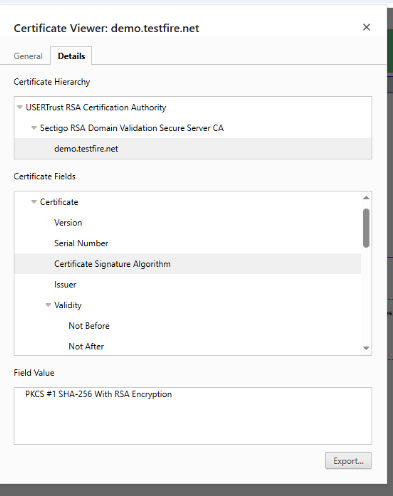 Certificate Viewer: demo.testfire.net
General
Details
Certificate Hierarchy
USERTrust RSA Certification Authority
Sectigo RSA Domain Validation Secure Server CA
demo.testfire.net
Certificate Fields
Certificate
Version
Serial Number
Certificate Signature Algorithm
Issuer
Validity
Not Before
Not After
Field Value
PKCS #1 SHA-256 With RSA Encryption
Export...